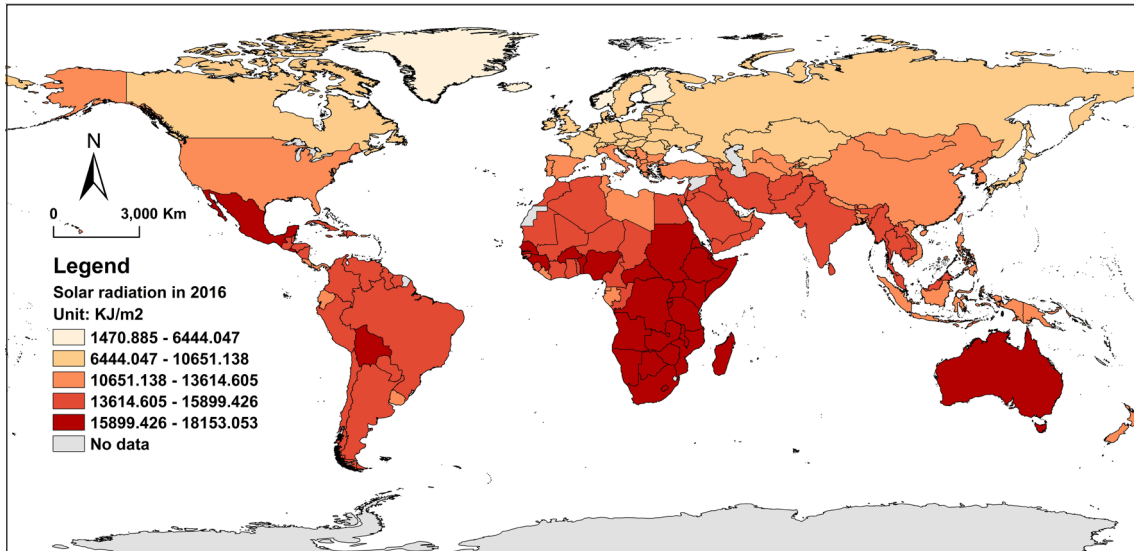 N
0 3,000 Km
Legend
Solar radiation in 2016
Unit: KJ/m2
1470.885 - 6444.047
6444.047 - 10651.138
10651.138 - 13614.605
13614.605 - 15899.426
15899.426 - 18153.053
No data